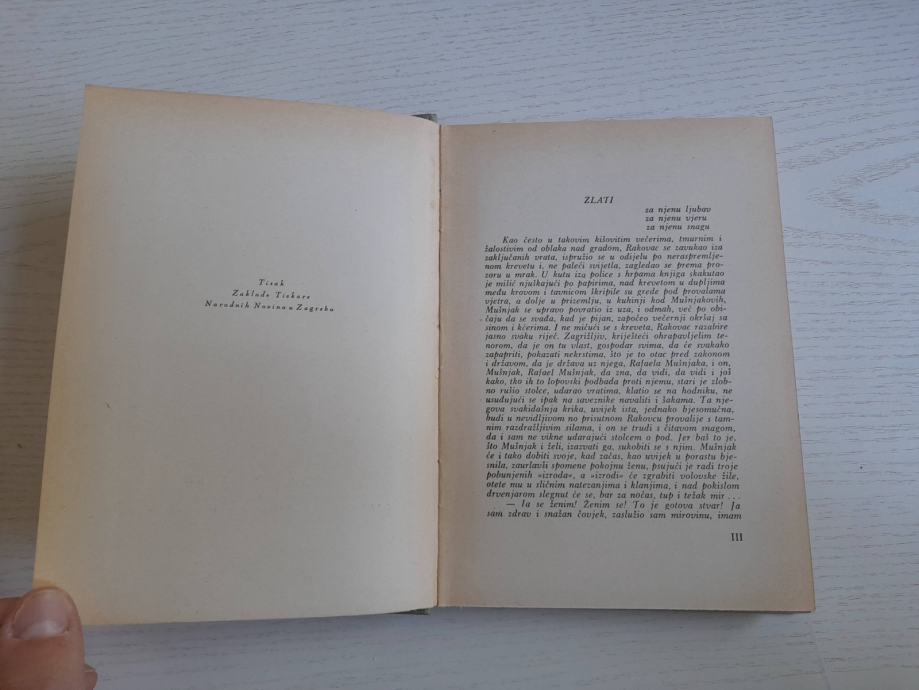 Tisak
Zaklade Tiskare
Narodnih Novina u Zagrebu
ZLATI
za njenu ljubav
za njenu vjeru
za njenu snagu
Kao često u takovim kišovitim večerima, tmurnim i
žalostivim od oblaka nad gradom, Rakovac se zavukao iza
zaključanih vrata, ispružio se u odijelu po neraspremlje-
nom krevetu i, ne paleći svijetla, zagledao se prema pro-
zoru u mrak. U kutu iza police s hrpama knjiga skakutao
je mišić njuškajući po papirima, nad krevetom u dupljima
među krovom i tavnicom škripile su grede pod provalama
vjetra, a dolje u prizemlju, u kuhinji kod Mušnjakovih,
Mušnjak se upravo povratio iz uza, i odmah, već po obi-
čaju da se svađa, kad je pijan, započeo večernji okršaj sa
sinom i kćerima. I ne mičući se s kreveta, Rakovac razabire
jasno svaku riječ. Zagrižljiv, kriješteći ohrapavljelim te-
norom, da je on tu vlast, gospodar svima, da će svakako
zapapriti, pokazati nekrstima, što je to otac pred zakonom
i državom, da je država uz njega, Rafaela Mušnjaka, i on,
Mušnjak, Rafael Mušnjak, da zna, da vidi, da vidi i još
kako, tko ih to lopovski podbada proti njemu, stari je zlob-
no rušio stolce, udarao vratima, klatio se na hodniku, ne
usuđujući se ipak na saveznike navaliti i šakama. Ta nje-
gova svakidašnja krika, uvijek ista, jednako bjesomučna,
budi u nevidljivom no prisutnom Rakovcu provalije s tam-
nim razdražljivim silama, i on se trudi s čitavom snagom,
da i sam ne vikne udarajući stolcem o pod. Jer baš to je,
što Mušnjak i želi, izazvati ga, sukobiti se s njim. Mušnjak
će i tako dobiti svoje, kad začas, kao uvijek u porastu bje-
snila, zaurlavši spomene pokojnu ženu, psujući je radi troje
pobunjenih »izroda«, a »izrodi« će zgrabiti volovske žile,
otete mu u sličnim natezanjima i klanjima, i nad pokislom
drvenjarom slegnut će se, bar za noćas, tup i težak mir . . .
— Ja se ženim! Ženim se! To je gotova stvar! Ja
sam zdrav i snažan čovjek, zaslužio sam mirovinu, imam
III